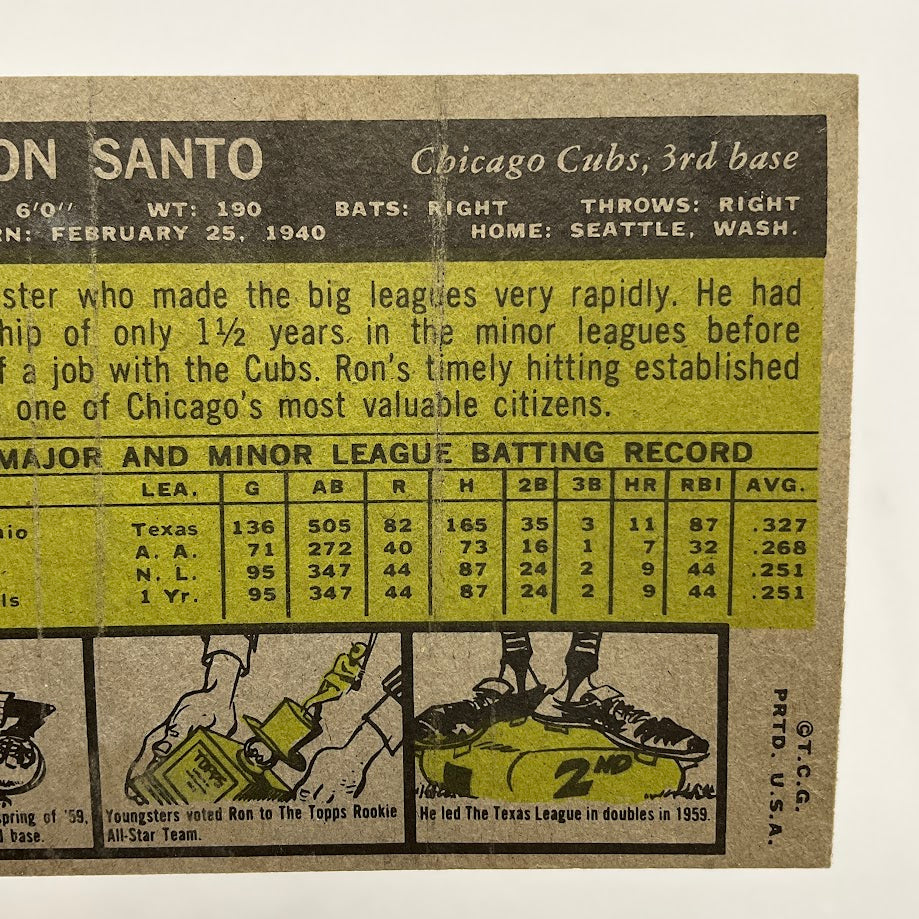 ON SANTO Chicago Cubs, 3rd base
6'0" WT: 190 BATS: RIGHT THROWS: RIGHT
RN: FEBRUARY 25, 1940 HOME: SEATTLE, WASH.
ster who made the big leagues very rapidly. He had
hip of only 1½ years in the minor leagues before
f a job with the Cubs. Ron's timely hitting established
one of Chicago's most valuable citizens.
MAJOR AND MINOR LEAGUE BATTING RECORD
LEA. G AB R H 2B 3B HR RBI AVG.
nio Texas 136 505 82 165 35 3 11 87 .327
A. A. 71 272 40 73 16 1 7 32 .268
N. L. 95 347 44 87 24 2 9 44 .251
ls 1 Yr. 95 347 44 87 24 2 9 44 .251
TOPPS
2ND
spring of '59.
d base.
Youngsters voted Ron to The Topps Rookie
All-Star Team.
He led The Texas League in doubles in 1959.
©T.C.G.
PRTD. U.S.A.